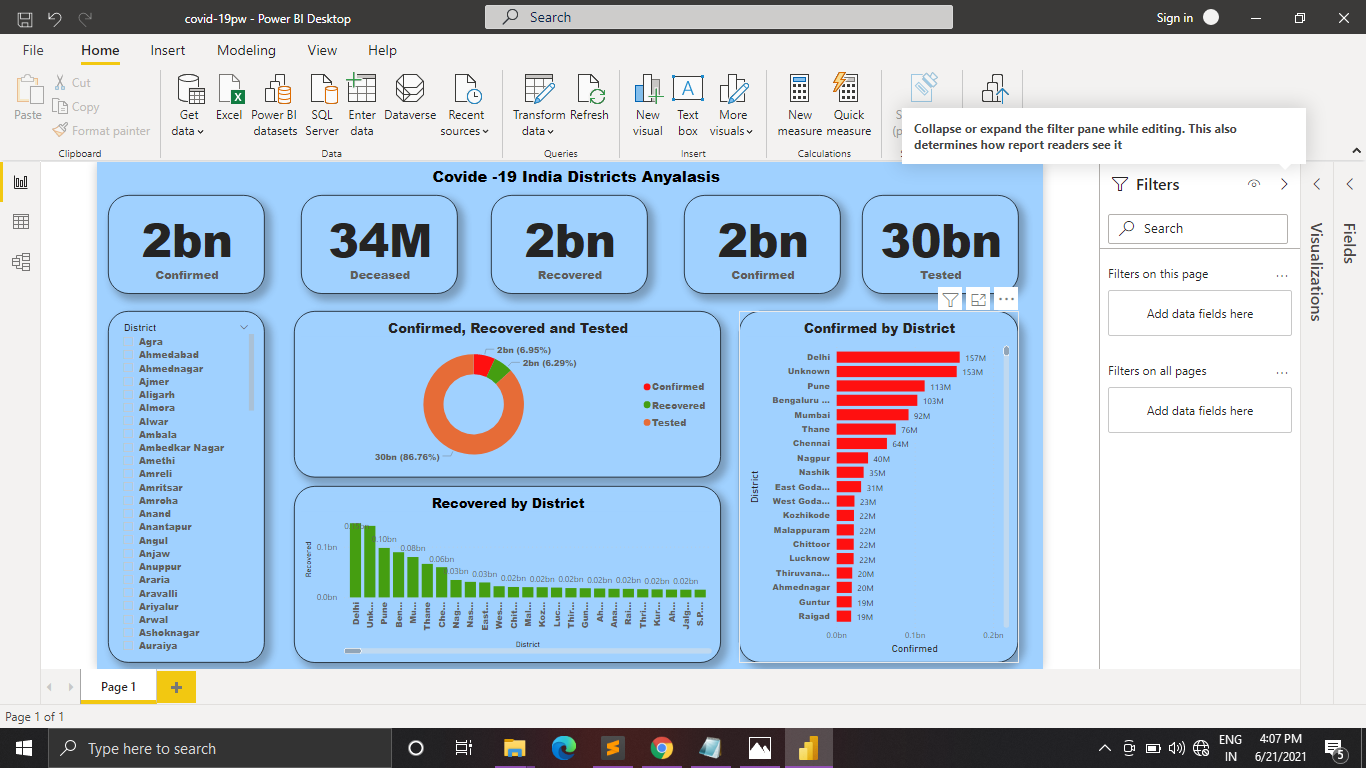 covid-19pw - Power BI Desktop
Search
Sign in
File
Home
Insert
Modeling
View
Help
Paste
Cut
Copy
Format painter
Clipboard
Get data
Excel
Power BI datasets
SQL Server
Enter data
Dataverse
Recent sources
Data
Transform data
Refresh
Queries
New visual
Text box
More visuals
Insert
New measure
Quick measure
Calculations
Collapse or expand the filter pane while editing. This also
determines how report readers see it
Covide -19 India Districts Anyalasis
2bn
Confirmed
34M
Deceased
2bn
Recovered
2bn
Confirmed
30bn
Tested
District
Agra
Ahmedabad
Ahmednagar
Ajmer
Aligarh
Almora
Alwar
Ambala
Ambedkar Nagar
Amethi
Amreli
Amritsar
Amroha
Anand
Anantapur
Angul
Anjaw
Anuppur
Araria
Aravalli
Ariyalur
Arwal
Ashoknagar
Auraiya
Confirmed, Recovered and Tested
2bn (6.95%)
2bn (6.29%)
30bn (86.76%)
Confirmed
Recovered
Tested
Recovered by District
Recovered
0.1bn
0.0bn
0.10bn
0.08bn
0.06bn
0.03bn
0.03bn
0.02bn 0.02bn 0.02bn 0.02bn 0.02bn 0.02bn 0.02bn
Delhi
Unk...
Pune
Ben...
Mu...
Thane
Che...
Nag...
Nas...
East...
Wes...
Chit...
Mal...
Koz...
Luc...
Thir...
Gun...
Ah...
Ana...
Rai...
Thri...
Kur...
Ah...
Jalg...
S.P....
District
Confirmed by District
District
Delhi 157M
Unknown 153M
Pune 113M
Bengaluru ... 103M
Mumbai 92M
Thane 76M
Chennai 64M
Nagpur 40M
Nashik 35M
East Goda... 31M
West Goda... 23M
Kozhikode 22M
Malappuram 22M
Chittoor 22M
Lucknow 22M
Thiruvana... 20M
Ahmednagar 20M
Guntur 19M
Raigad 19M
0.0bn 0.1bn 0.2bn
Confirmed
Filters
Search
Filters on this page
Add data fields here
Filters on all pages
Add data fields here
Visualizations
Fields
Page 1
Page 1 of 1
Type here to search
ENG
IN
4:07 PM
6/21/2021
5